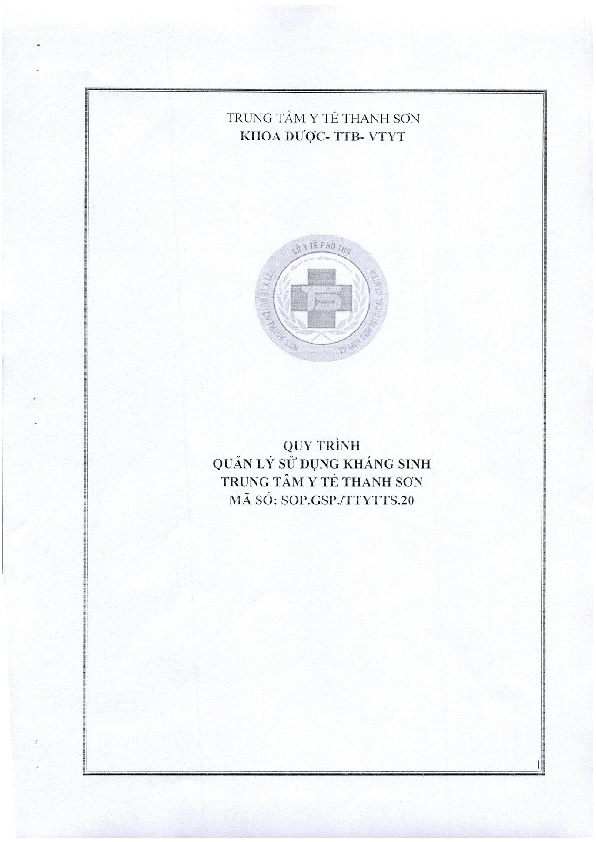 TRUNG TÂM Y TẾ THANH SƠN
KHOA DƯỢC- TTB- VTYT
SỞ Y TẾ PHÚ THỌ
QUY TRÌNH
QUẢN LÝ SỬ DỤNG KHÁNG SINH
TRUNG TÂM Y TẾ THANH SƠN
MÃ SỐ: SOP.GSP./TTYTTS.20
1